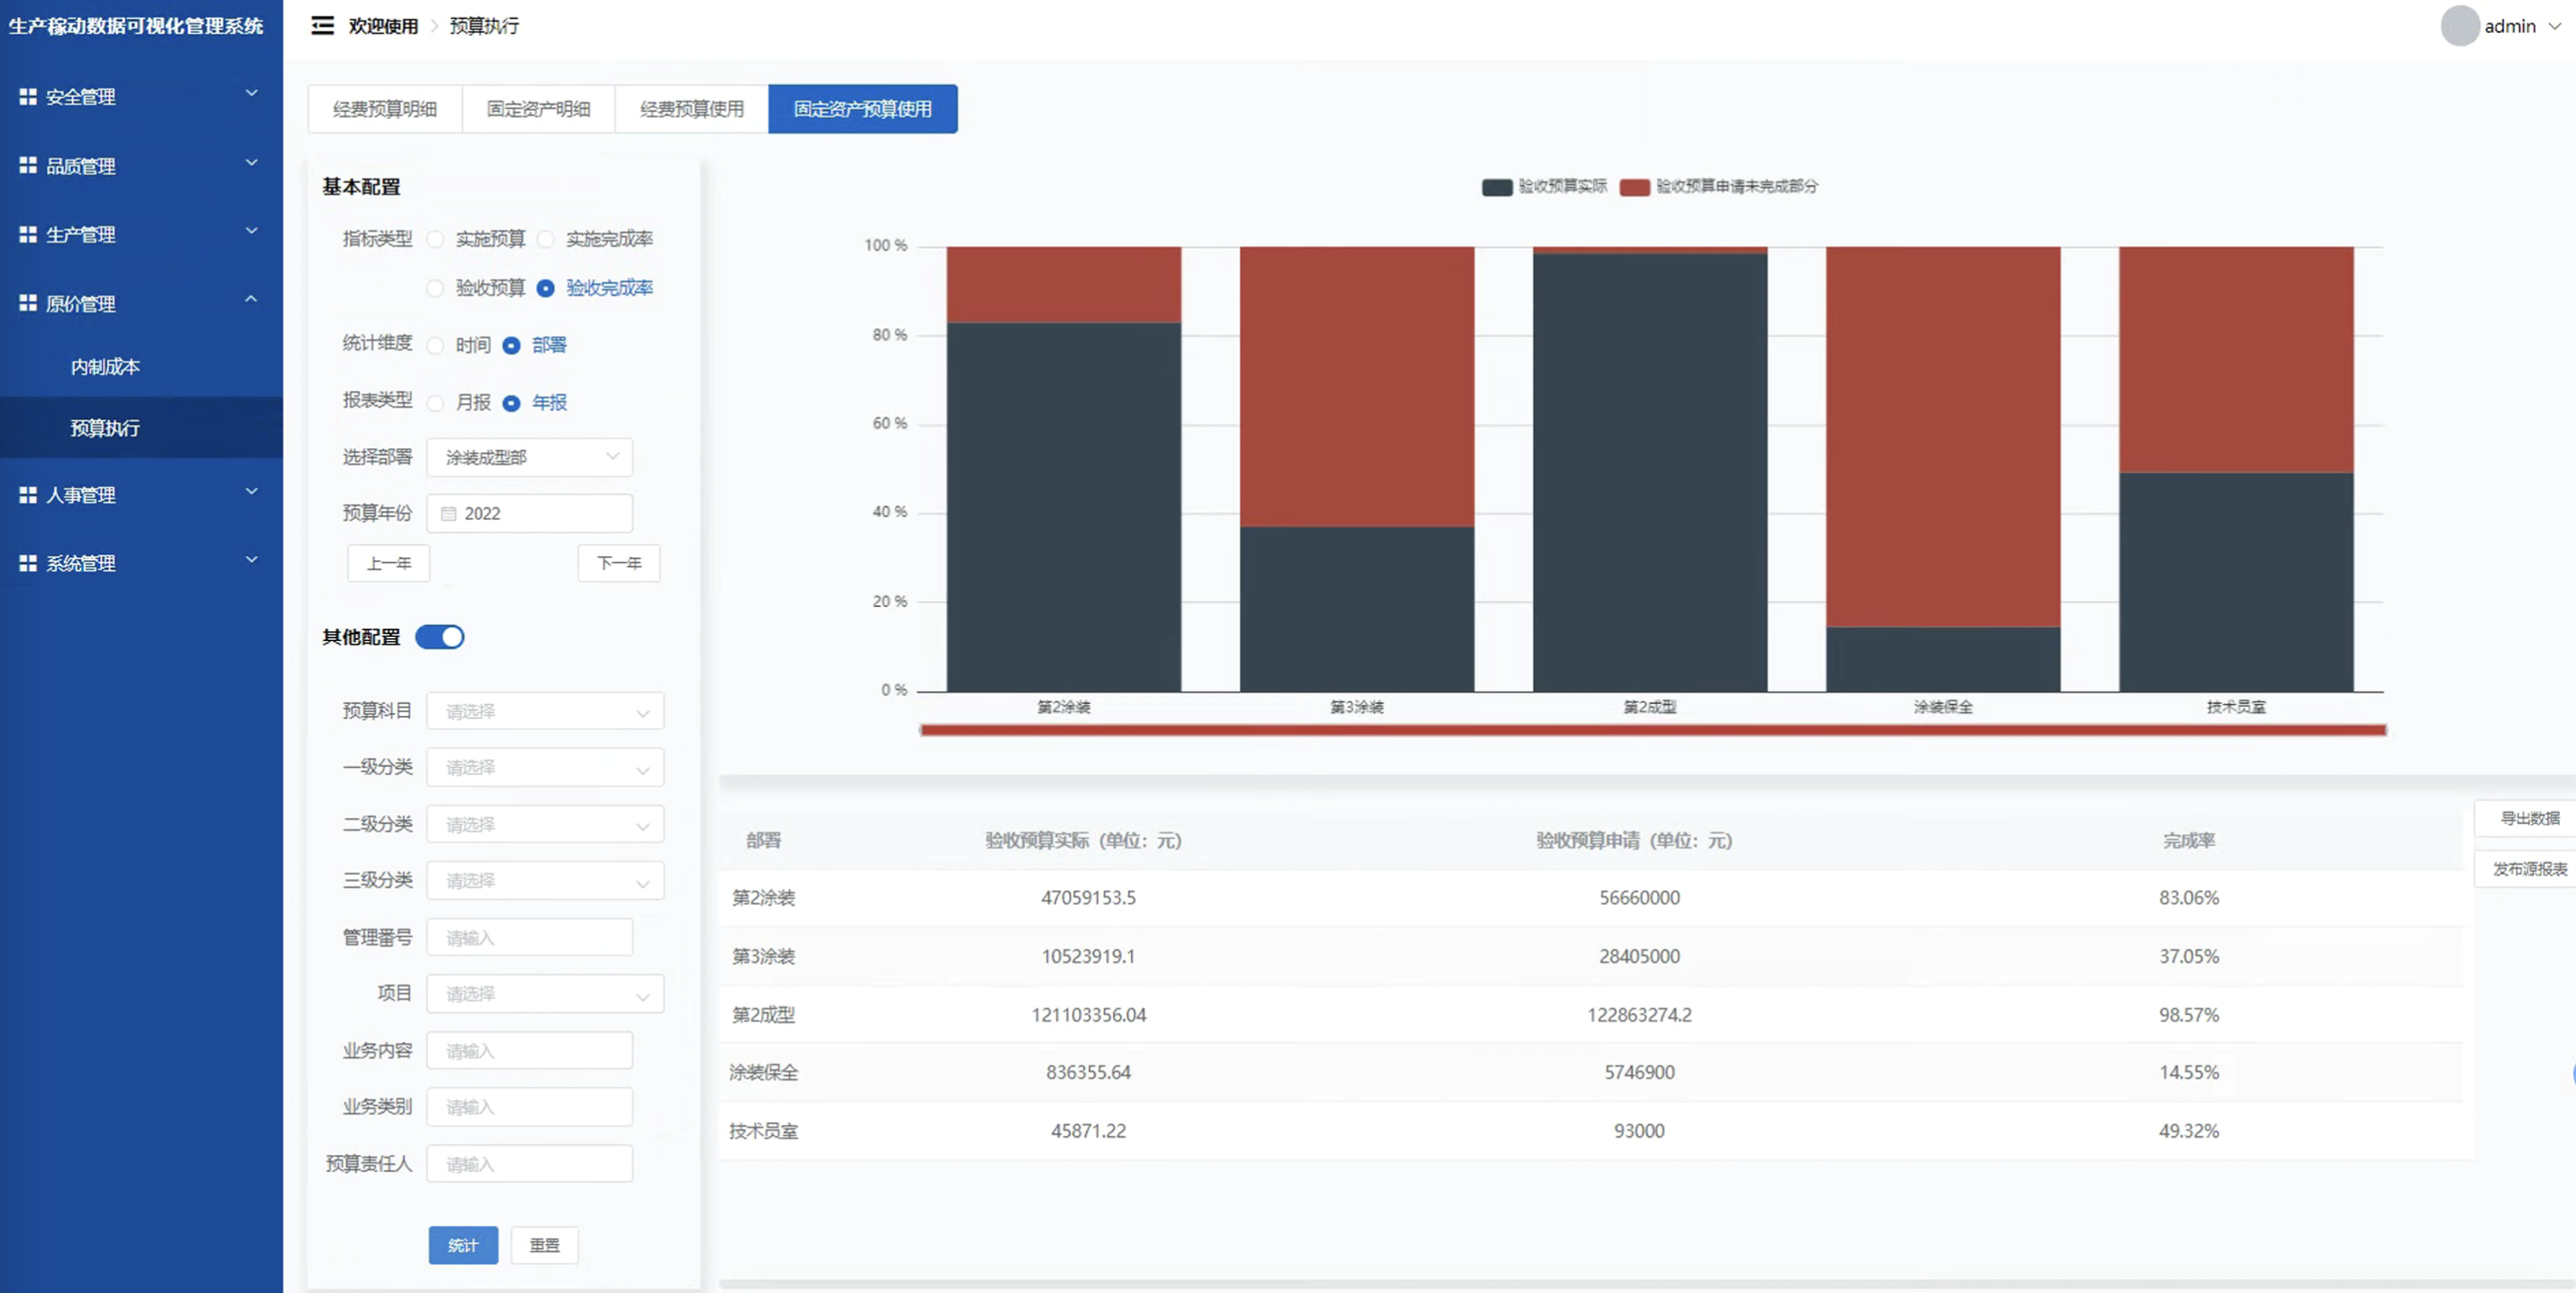 生产稼动数据可视化管理系统
欢迎使用 > 预算执行
admin
安全管理
品质管理
生产管理
原价管理
内制成本
预算执行
人事管理
系统管理
经费预算明细 固定资产明细 经费预算使用 固定资产预算使用
基本配置
指标类型 实施预算 实施完成率
验收预算 验收完成率
统计维度 时间 部署
报表类型 月报 年报
选择部署 涂装成型部
预算年份 2022
上一年 下一年
其他配置
预算科目 请选择
一级分类 请选择
二级分类 请选择
三级分类 请选择
管理番号 请输入
项目 请选择
业务内容 请输入
业务类别 请输入
预算责任人 请输入
统计 重置
验收预算实际 验收预算申请未完成部分
100 %
80 %
60 %
40 %
20 %
0 %
第2涂装 第3涂装 第2成型 涂装保全 技术员室
导出数据
发布源报表
部署 验收预算实际（单位：元） 验收预算申请（单位：元） 完成率
第2涂装 47059153.5 56660000 83.06%
第3涂装 10523919.1 28405000 37.05%
第2成型 121103356.04 122863274.2 98.57%
涂装保全 836355.64 5746900 14.55%
技术员室 45871.22 93000 49.32%